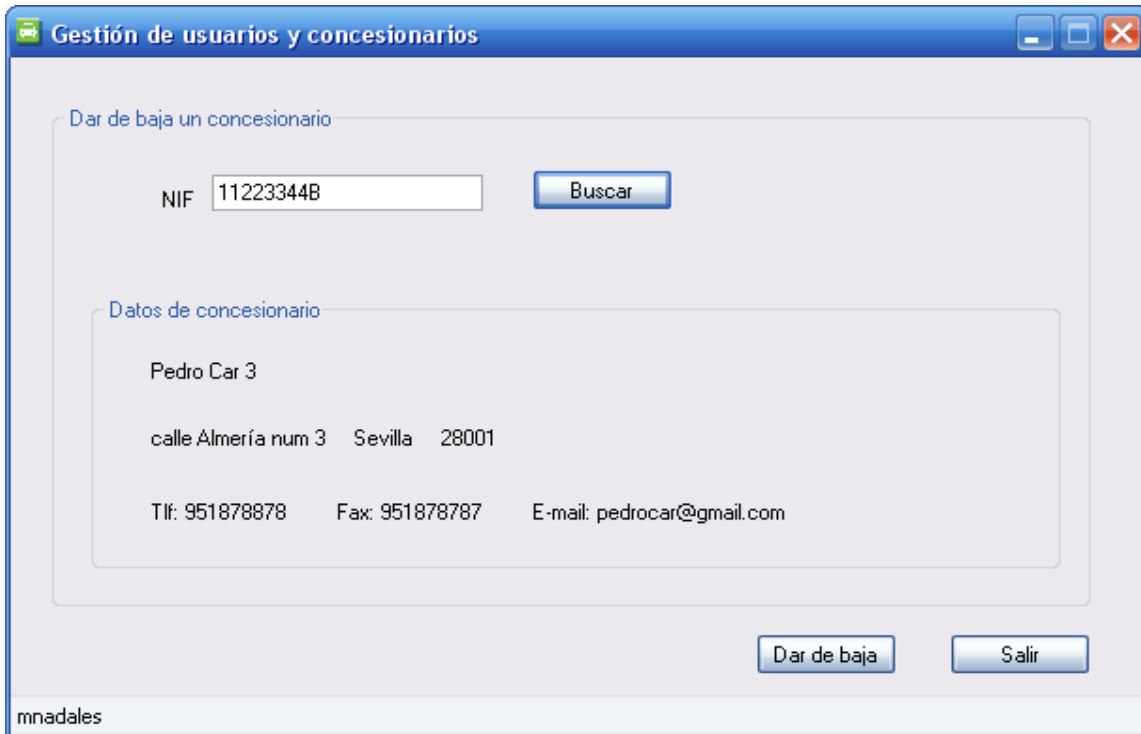 Gestión de usuarios y concesionarios
Dar de baja un concesionario
NIF 11223344B Buscar
Datos de concesionario
Pedro Car 3
calle Almería num 3 Sevilla 28001
Tlf: 951878878 Fax: 951878787 E-mail: pedrocar@gmail.com
Dar de baja Salir
mnadales